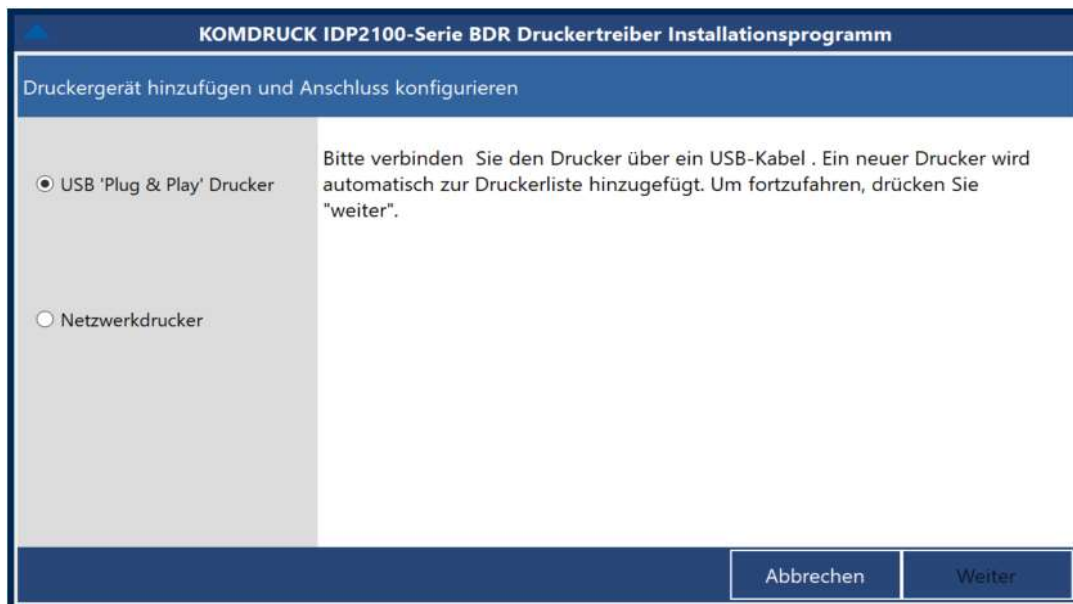 KOMDRUCK IDP2100-Serie BDR Druckertreiber Installationsprogramm
Druckergerät hinzufügen und Anschluss konfigurieren
USB 'Plug & Play' Drucker
Bitte verbinden  Sie den Drucker über ein USB-Kabel . Ein neuer Drucker wird
automatisch zur Druckerliste hinzugefügt. Um fortzufahren, drücken Sie
"weiter".
Netzwerkdrucker
Abbrechen
Weiter